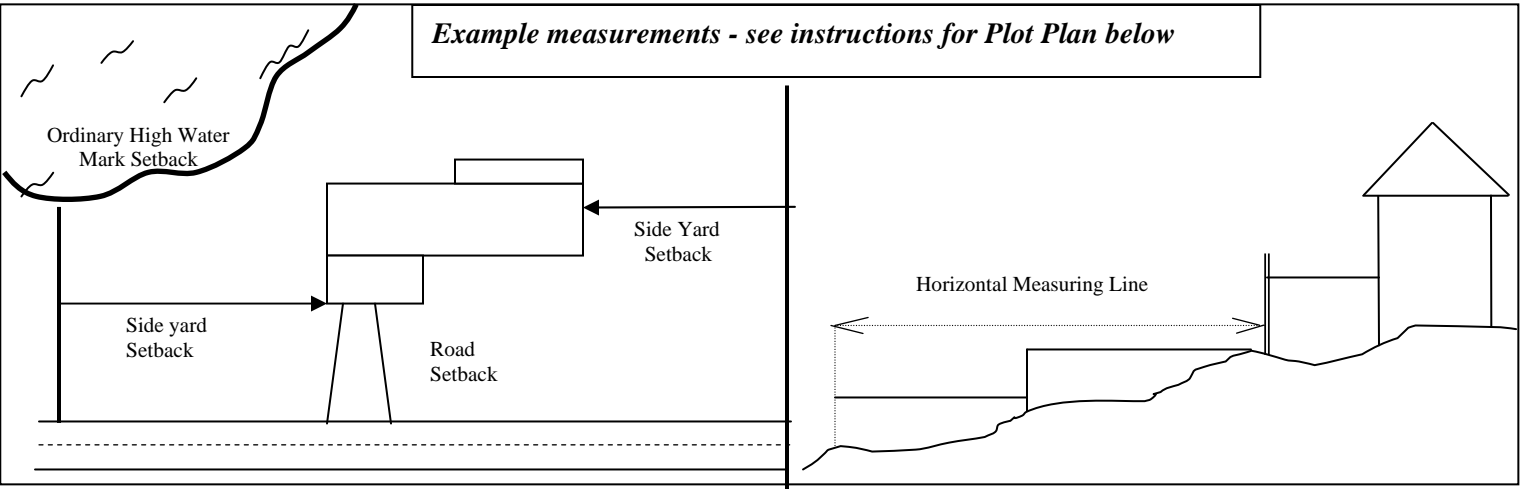 Example measurements - see instructions for Plot Plan below
Ordinary High Water
Mark Setback
Side Yard
Setback
Horizontal Measuring Line
Side yard
Setback
Road
Setback